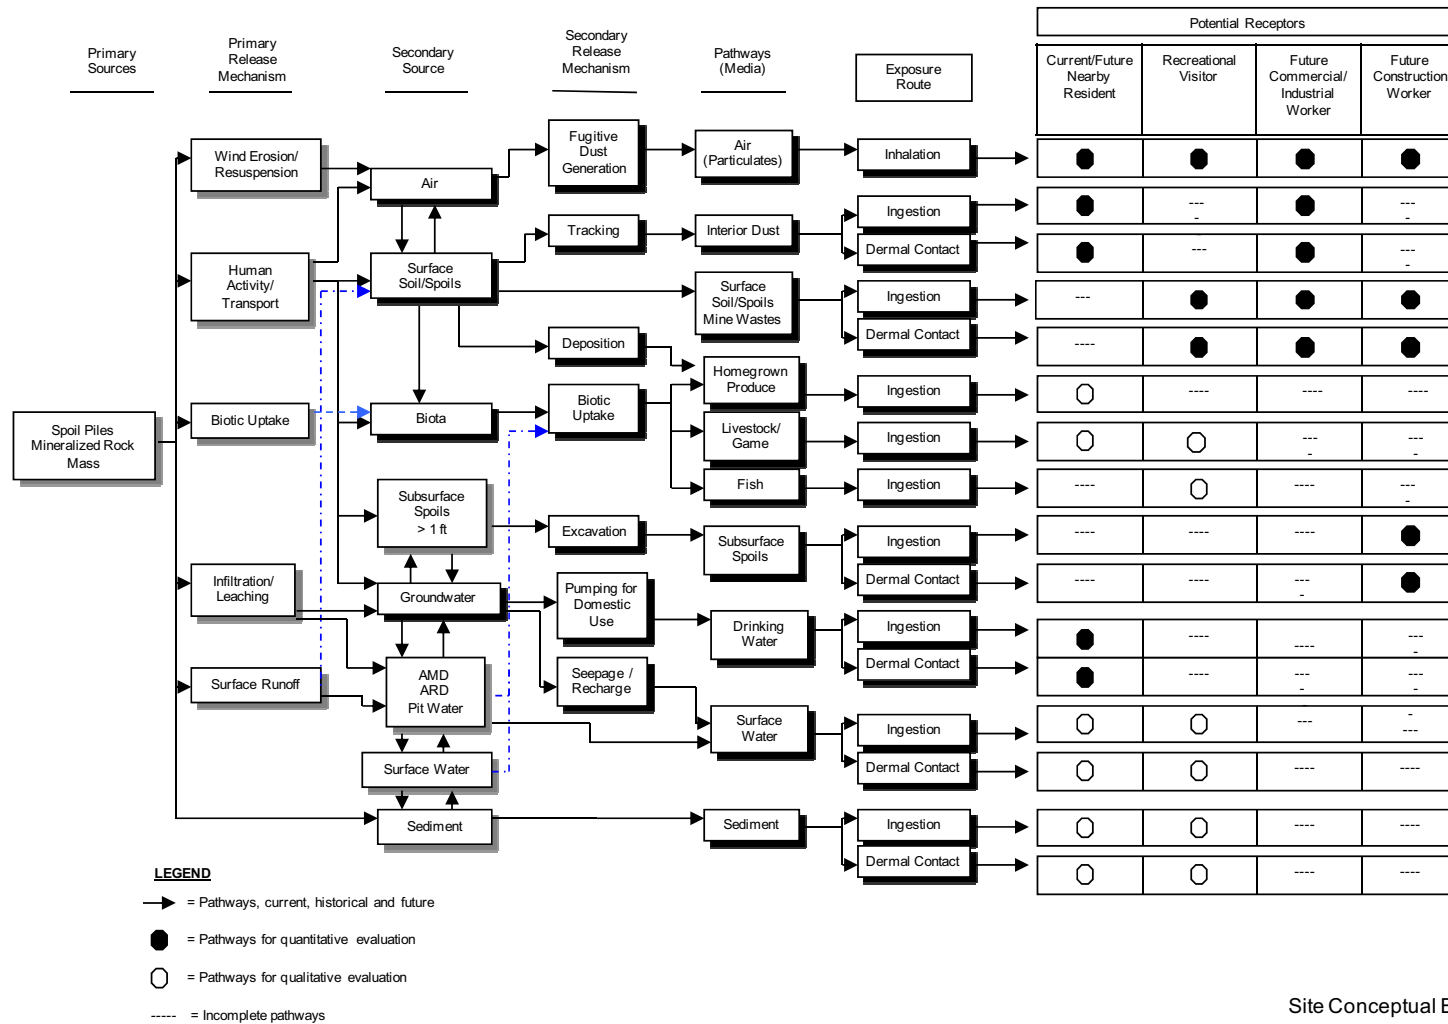 Potential Receptors
Primary
Sources
Primary
Release
Mechanism
Secondary
Source
Secondary
Release
Mechanism
Pathways
(Media)
Exposure
Route
Current/Future
Nearby
Resident
Recreational
Visitor
Future
Commercial/
Industrial
Worker
Future
Construction
Worker
Wind Erosion/
Resuspension
Air
Fugitive
Dust
Generation
Air
(Particulates)
Inhalation
Human
Activity/
Transport
Surface
Soil/Spoils
Tracking
Interior Dust
Ingestion
--- -
--- -
Dermal Contact
---
--- -
Surface
Soil/Spoils
Mine Wastes
Ingestion
---
Dermal Contact
----
Deposition
Homegrown
Produce
Ingestion
----
----
----
Spoil Piles
Mineralized Rock
Mass
Biotic Uptake
Biota
Biotic
Uptake
Livestock/
Game
Ingestion
--- -
--- -
Fish
Ingestion
----
----
--- -
Subsurface
Spoils
> 1 ft
Excavation
Subsurface
Spoils
Ingestion
----
----
----
Dermal Contact
----
----
--- -
Infiltration/
Leaching
Groundwater
Pumping for
Domestic
Use
Drinking
Water
Ingestion
----
----
--- -
Dermal Contact
----
--- -
--- -
Surface Runoff
AMD
ARD
Pit Water
Seepage /
Recharge
Surface
Water
Ingestion
---
- ---
Dermal Contact
----
----
Surface Water
Sediment
Sediment
Ingestion
----
----
Dermal Contact
----
----
LEGEND
= Pathways, current, historical and future
= Pathways for quantitative evaluation
= Pathways for qualitative evaluation
----- = Incomplete pathways
Site Conceptual E